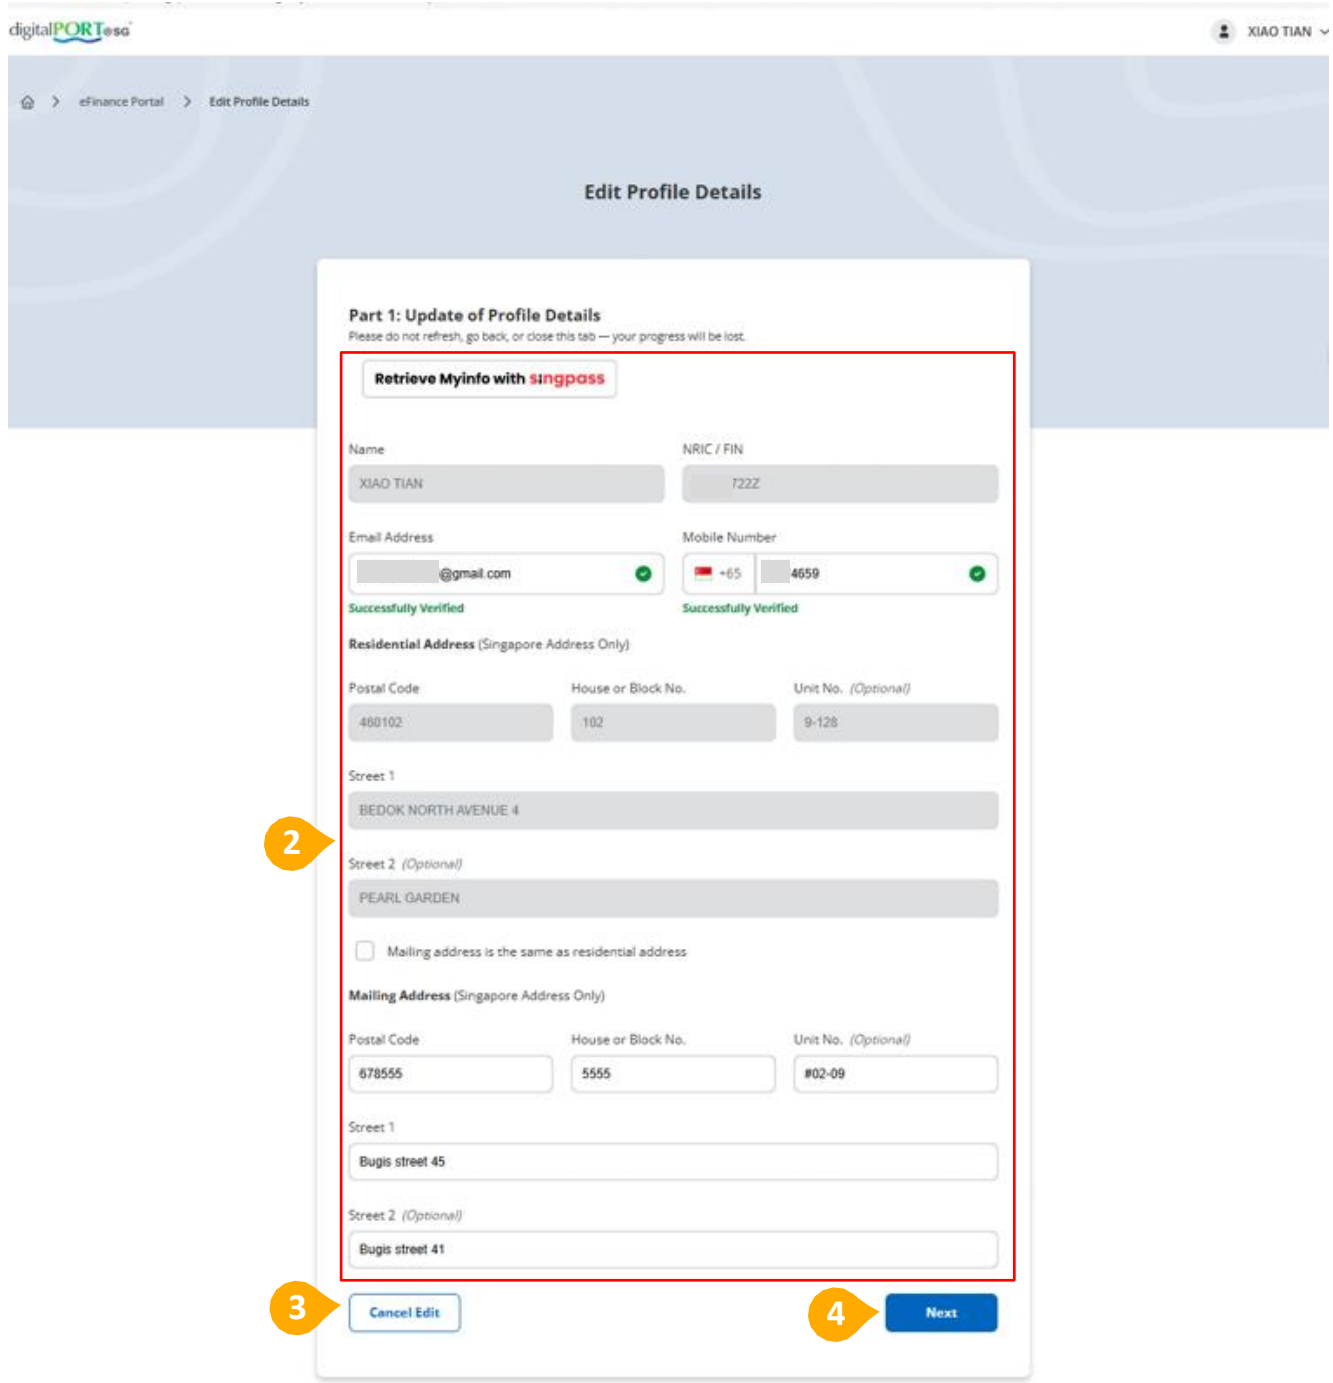 digitalPORT@SG
XIAO TIAN
eFinance Portal > Edit Profile Details
Edit Profile Details
Part 1: Update of Profile Details
Please do not refresh, go back, or close this tab — your progress will be lost.
Retrieve Myinfo with singpass
Name NRIC / FIN
XIAO TIAN 722Z
Email Address Mobile Number
@gmail.com +65 4659
Successfully Verified Successfully Verified
Residential Address (Singapore Address Only)
Postal Code House or Block No. Unit No. (Optional)
460102 102 9-128
Street 1
BEDOK NORTH AVENUE 4
2
Street 2 (Optional)
PEARL GARDEN
Mailing address is the same as residential address
Mailing Address (Singapore Address Only)
Postal Code House or Block No. Unit No. (Optional)
678555 5555 #02-09
Street 1
Bugis street 45
Street 2 (Optional)
Bugis street 41
3 Cancel Edit 4 Next